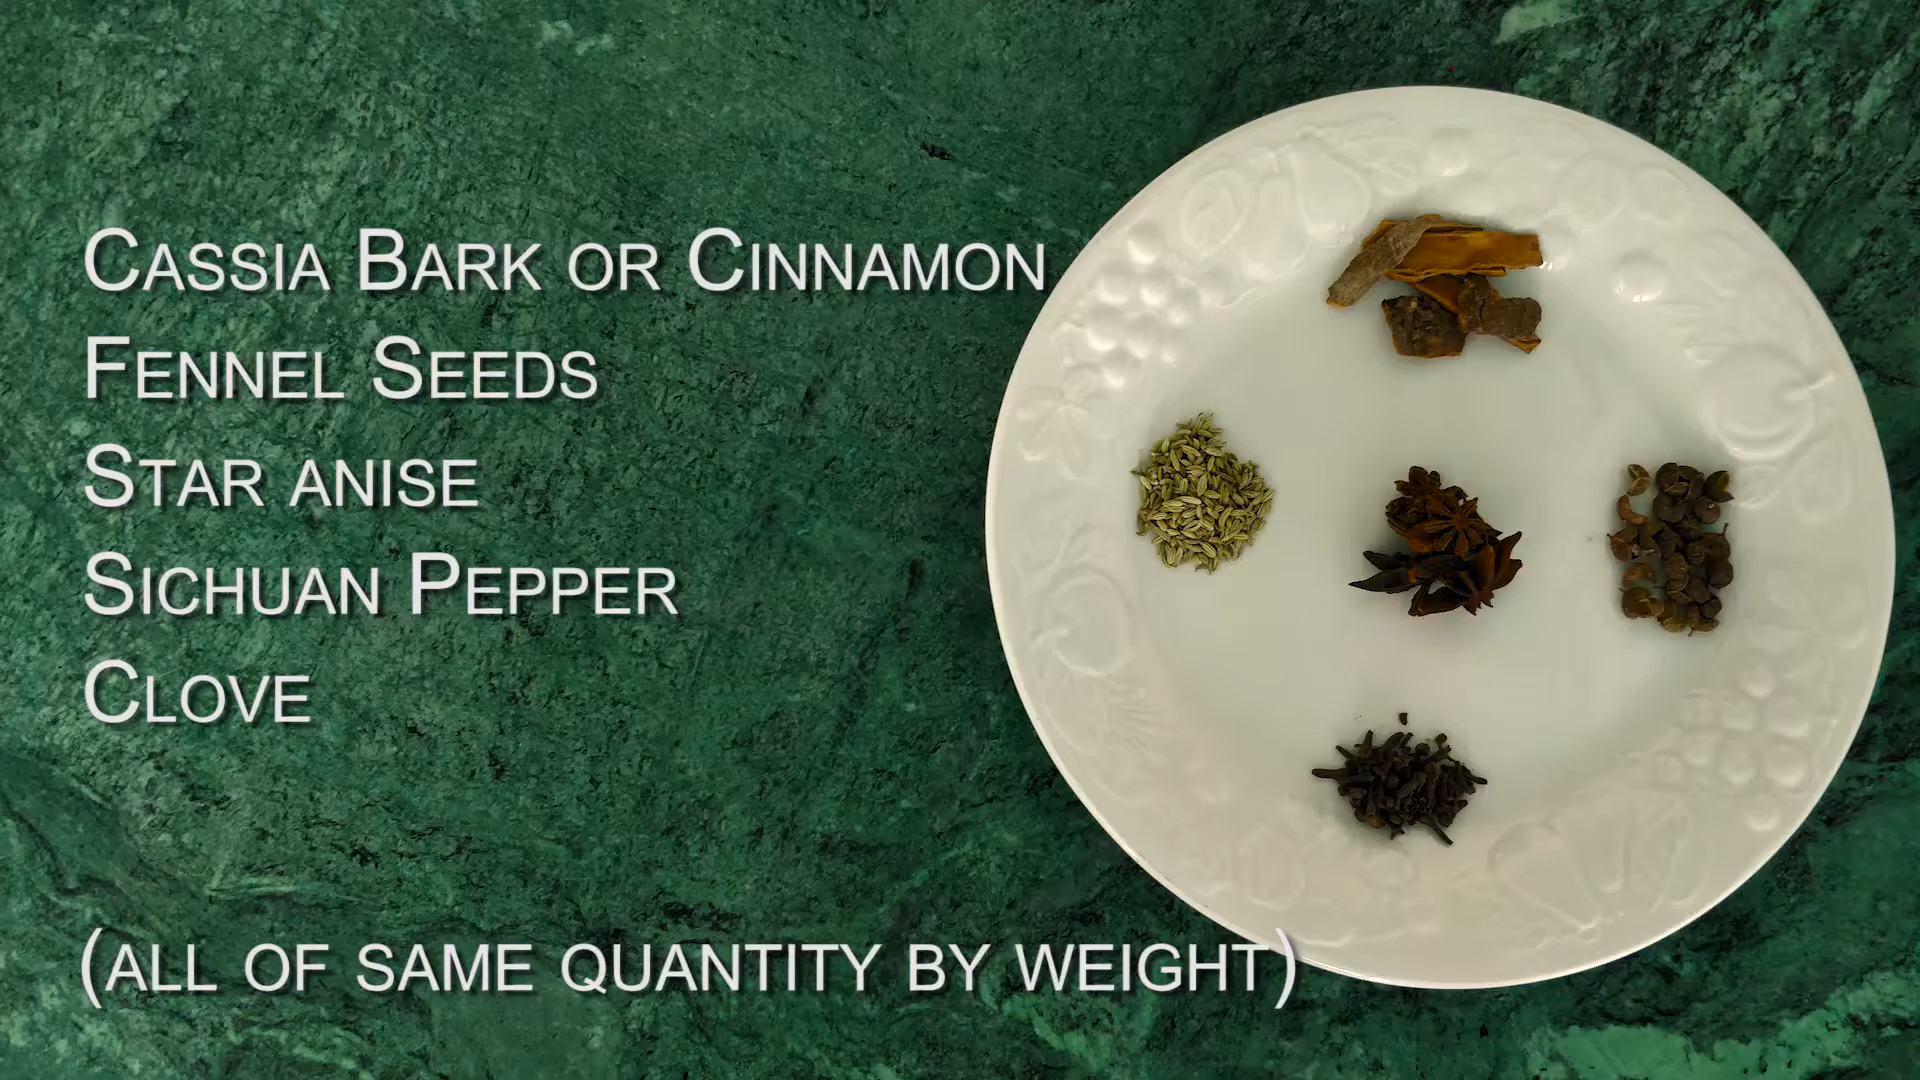 Cassia Bark or Cinnamon
Fennel Seeds
Star anise
Sichuan Pepper
Clove
(all of same quantity by weight)